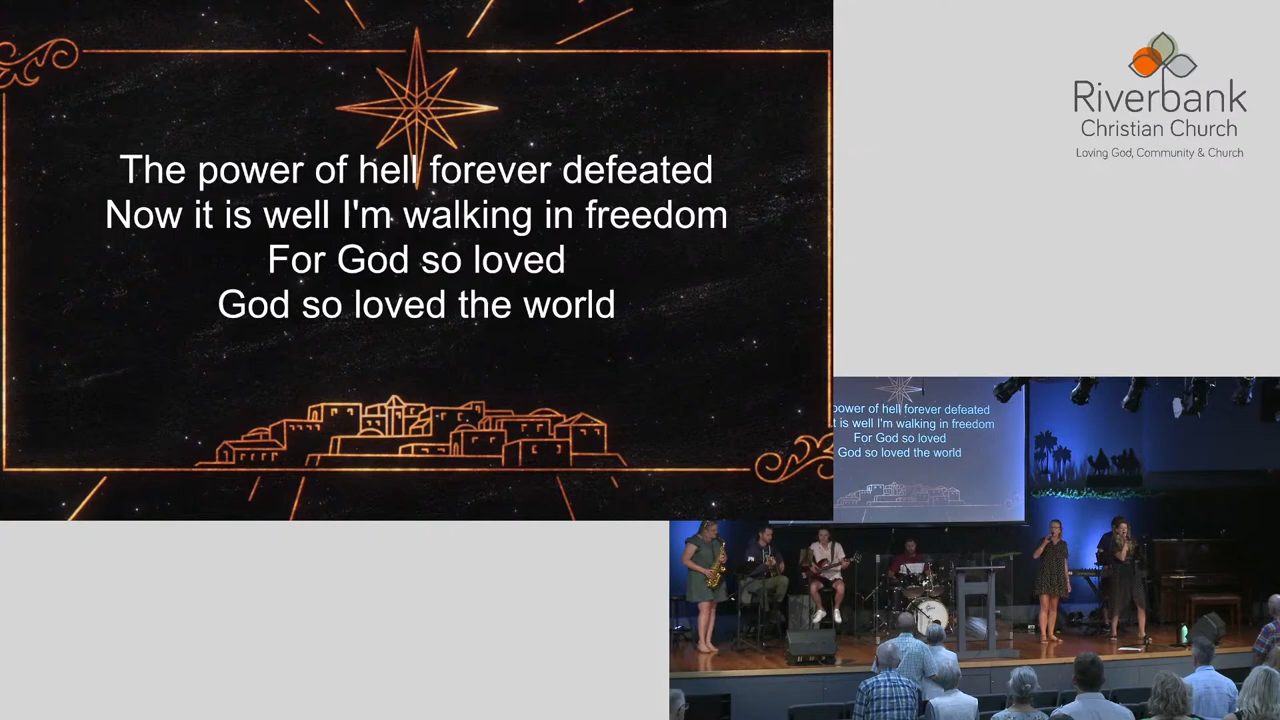 The power of hell forever defeated
Now it is well I'm walking in freedom
For God so loved
God so loved the world
Riverbank
Christian Church
Loving God, Community & Church
power of hell forever defeated
it is well I'm walking in freedom
For God so loved
God so loved the world